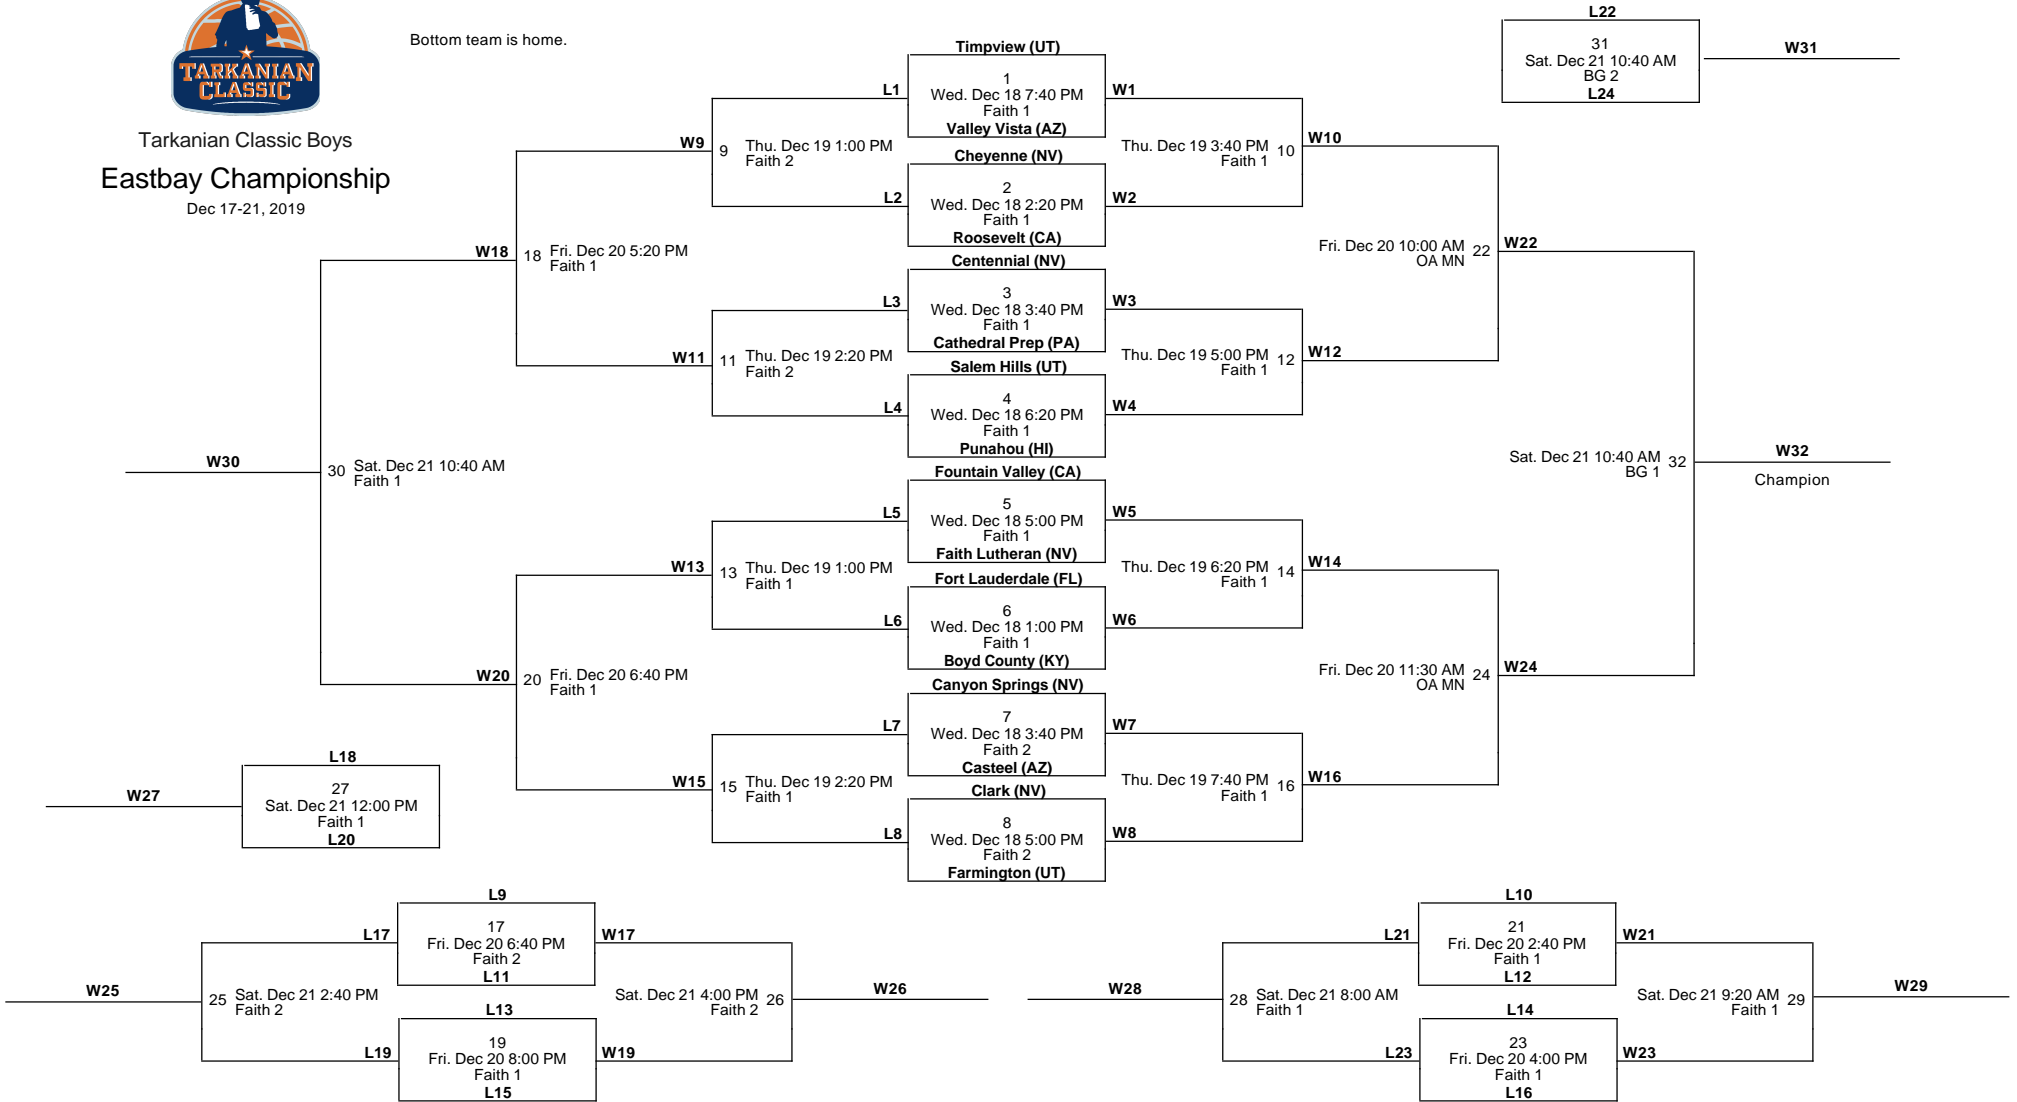 TARKANIAN
CLASSIC
Tarkanian Classic Boys
Eastbay Championship
Dec 17-21, 2019
Bottom team is home.
Timpview (UT)
1
Wed. Dec 18 7:40 PM
Faith 1
Valley Vista (AZ)
L1
W1
Cheyenne (NV)
2
Wed. Dec 18 2:20 PM
Faith 1
Roosevelt (CA)
L2
W2
Centennial (NV)
3
Wed. Dec 18 3:40 PM
Faith 1
Cathedral Prep (PA)
L3
W3
Salem Hills (UT)
4
Wed. Dec 18 6:20 PM
Faith 1
Punahou (HI)
L4
W4
Fountain Valley (CA)
5
Wed. Dec 18 5:00 PM
Faith 1
Faith Lutheran (NV)
L5
W5
Fort Lauderdale (FL)
6
Wed. Dec 18 1:00 PM
Faith 1
Boyd County (KY)
L6
W6
Canyon Springs (NV)
7
Wed. Dec 18 3:40 PM
Faith 2
Casteel (AZ)
L7
W7
Clark (NV)
8
Wed. Dec 18 5:00 PM
Faith 2
Farmington (UT)
L8
W8
W9
9 Thu. Dec 19 1:00 PM
Faith 2
W11
11 Thu. Dec 19 2:20 PM
Faith 2
W13
13 Thu. Dec 19 1:00 PM
Faith 1
W15
15 Thu. Dec 19 2:20 PM
Faith 1
W18
18 Fri. Dec 20 5:20 PM
Faith 1
W20
20 Fri. Dec 20 6:40 PM
Faith 1
W30
30 Sat. Dec 21 10:40 AM
Faith 1
Thu. Dec 19 3:40 PM 10
Faith 1
W10
Thu. Dec 19 5:00 PM 12
Faith 1
W12
Thu. Dec 19 6:20 PM 14
Faith 1
W14
Thu. Dec 19 7:40 PM 16
Faith 1
W16
Fri. Dec 20 10:00 AM 22
OA MN
W22
Fri. Dec 20 11:30 AM 24
OA MN
W24
Sat. Dec 21 10:40 AM 32
BG 1
W32
Champion
L22
31
Sat. Dec 21 10:40 AM
BG 2
L24
W31
L18
27
Sat. Dec 21 12:00 PM
Faith 1
L20
W27
L9
17
Fri. Dec 20 6:40 PM
Faith 2
L11
L17
W17
L13
19
Fri. Dec 20 8:00 PM
Faith 1
L15
L19
W19
W25
25 Sat. Dec 21 2:40 PM
Faith 2
Sat. Dec 21 4:00 PM 26
Faith 2
W26
L10
21
Fri. Dec 20 2:40 PM
Faith 1
L12
L21
W21
L14
23
Fri. Dec 20 4:00 PM
Faith 1
L16
L23
W23
W28
28 Sat. Dec 21 8:00 AM
Faith 1
Sat. Dec 21 9:20 AM 29
Faith 1
W29